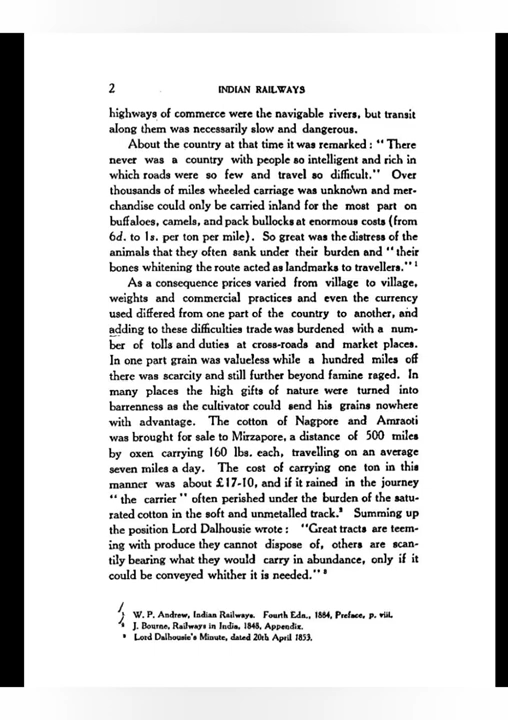 2 INDIAN RAILWAYS
highways of commerce were the navigable rivers, but transit
along them was necessarily slow and dangerous.
About the country at that time it was remarked : “ There
never was a country with people so intelligent and rich in
which roads were so few and travel so difficult.” Over
thousands of miles wheeled carriage was unknown and mer-
chandise could only be carried inland for the most part on
buffaloes, camels, and pack bullocks at enormous costs (from
6d. to 1s. per ton per mile). So great was the distress of the
animals that they often sank under their burden and “ their
bones whitening the route acted as landmarks to travellers.” ¹
As a consequence prices varied from village to village,
weights and commercial practices and even the currency
used differed from one part of the country to another, and
adding to these difficulties trade was burdened with a num-
ber of tolls and duties at cross-roads and market places.
In one part grain was valueless while a hundred miles off
there was scarcity and still further beyond famine raged. In
many places the high gifts of nature were turned into
barrenness as the cultivator could send his grains nowhere
with advantage. The cotton of Nagpore and Amraoti
was brought for sale to Mirzapore, a distance of 500 miles
by oxen carrying 160 lbs. each, travelling on an average
seven miles a day. The cost of carrying one ton in this
manner was about £17-10, and if it rained in the journey
“ the carrier ” often perished under the burden of the satu-
rated cotton in the soft and unmetalled track.² Summing up
the position Lord Dalhousie wrote : “Great tracts are teem-
ing with produce they cannot dispose of, others are scan-
tily bearing what they would carry in abundance, only if it
could be conveyed whither it is needed.” ³
W. P. Andrew, Indian Railways. Fourth Edn., 1884, Preface, p. viii.
² J. Bourne, Railways in India, 1848, Appendix.
³ Lord Dalhousie's Minute, dated 20th April 1853.